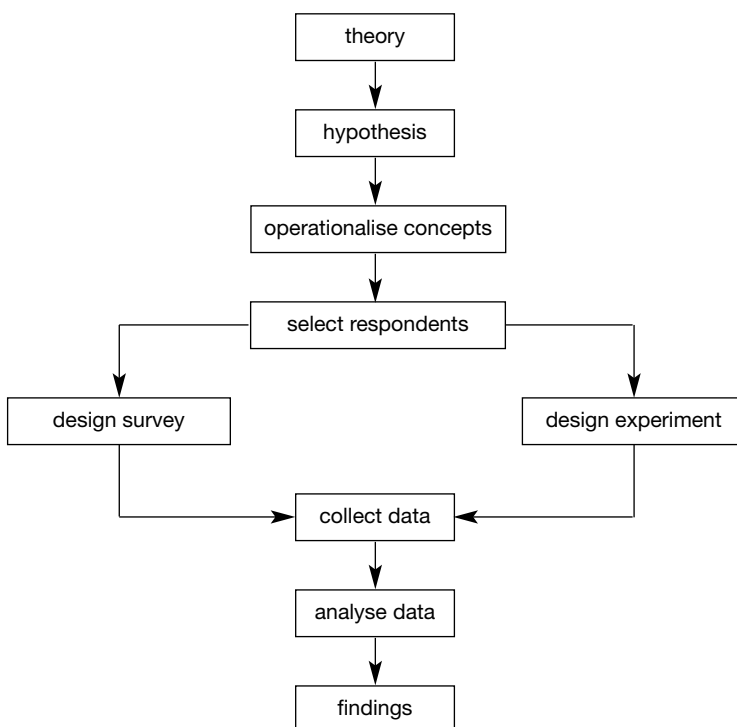 theory
hypothesis
operationalise concepts
select respondents
design survey
design experiment
collect data
analyse data
findings